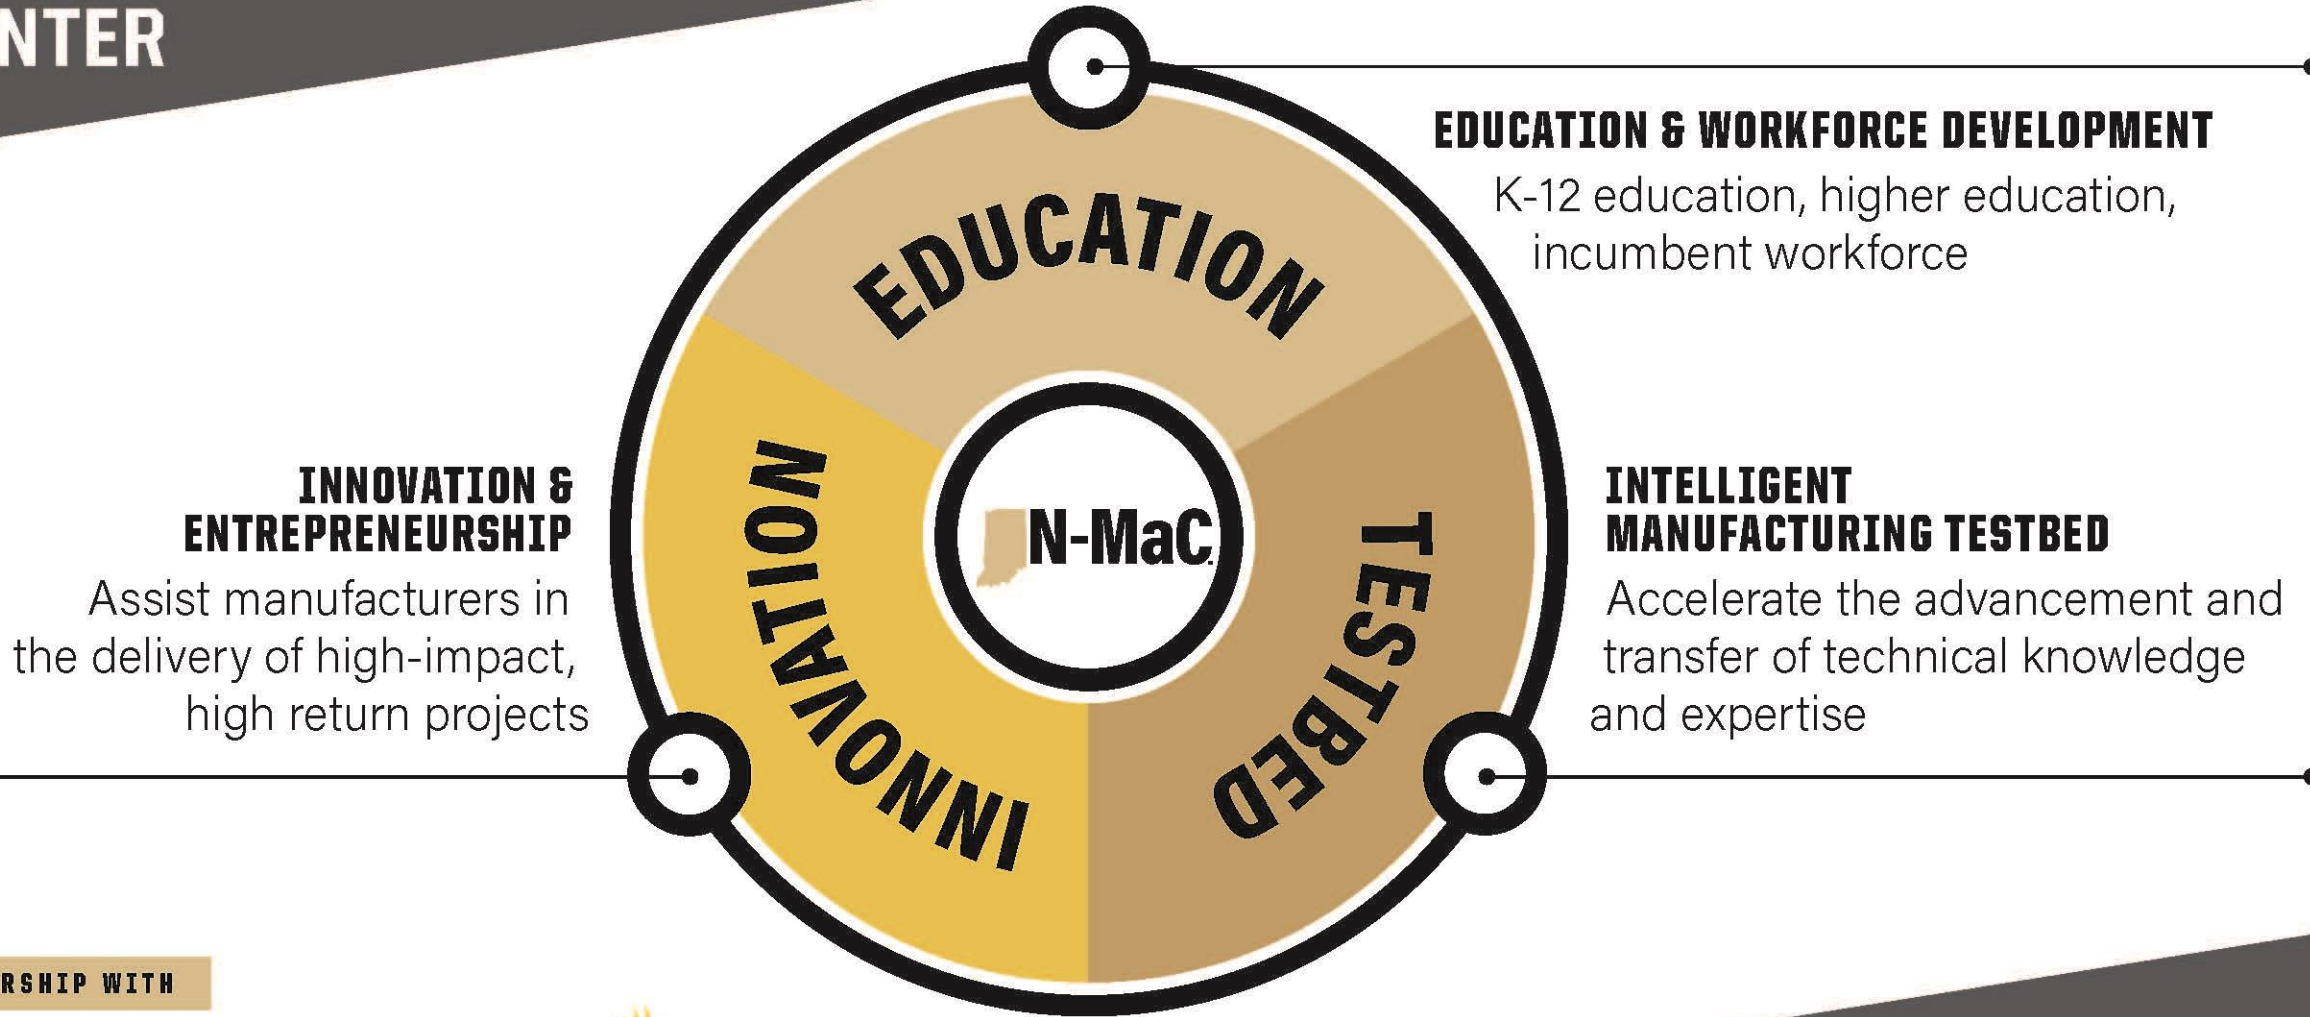 NTER
EDUCATION & WORKFORCE DEVELOPMENT
K-12 education, higher education,
incumbent workforce
EDUCATION
INNOVATION &
ENTREPRENEURSHIP
Assist manufacturers in
the delivery of high-impact,
high return projects
INNOVATION
N-MaC
TESTBED
INTELLIGENT
MANUFACTURING TESTBED
Accelerate the advancement and
transfer of technical knowledge
and expertise
RSHIP WITH